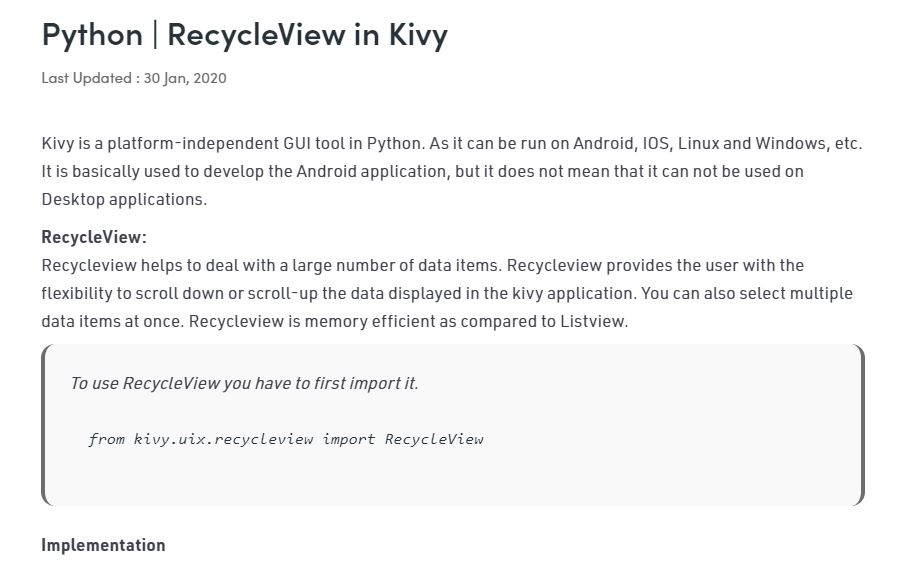 Python | RecycleView in Kivy
Last Updated : 30 Jan, 2020
Kivy is a platform-independent GUI tool in Python. As it can be run on Android, IOS, Linux and Windows, etc.
It is basically used to develop the Android application, but it does not mean that it can not be used on
Desktop applications.
RecycleView:
Recycleview helps to deal with a large number of data items. Recycleview provides the user with the
flexibility to scroll down or scroll-up the data displayed in the kivy application. You can also select multiple
data items at once. Recycleview is memory efficient as compared to Listview.
To use RecycleView you have to first import it.
from kivy.uix.recycleview import RecycleView
Implementation